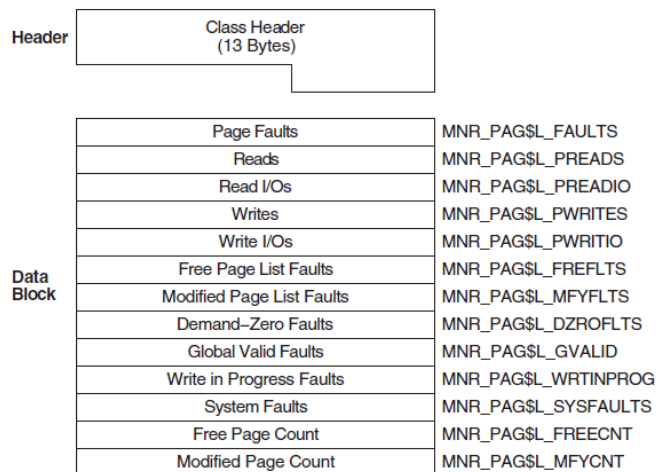 Header
Class Header
(13 Bytes)
Page Faults MNR_PAG$L_FAULTS
Reads MNR_PAG$L_PREADS
Read I/Os MNR_PAG$L_PREADIO
Writes MNR_PAG$L_PWRITES
Write I/Os MNR_PAG$L_PWRITIO
Free Page List Faults MNR_PAG$L_FREFLTS
Data
Block
Modified Page List Faults MNR_PAG$L_MFYFLTS
Demand–Zero Faults MNR_PAG$L_DZROFLTS
Global Valid Faults MNR_PAG$L_GVALID
Write in Progress Faults MNR_PAG$L_WRTINPROG
System Faults MNR_PAG$L_SYSFAULTS
Free Page Count MNR_PAG$L_FREECNT
Modified Page Count MNR_PAG$L_MFYCNT